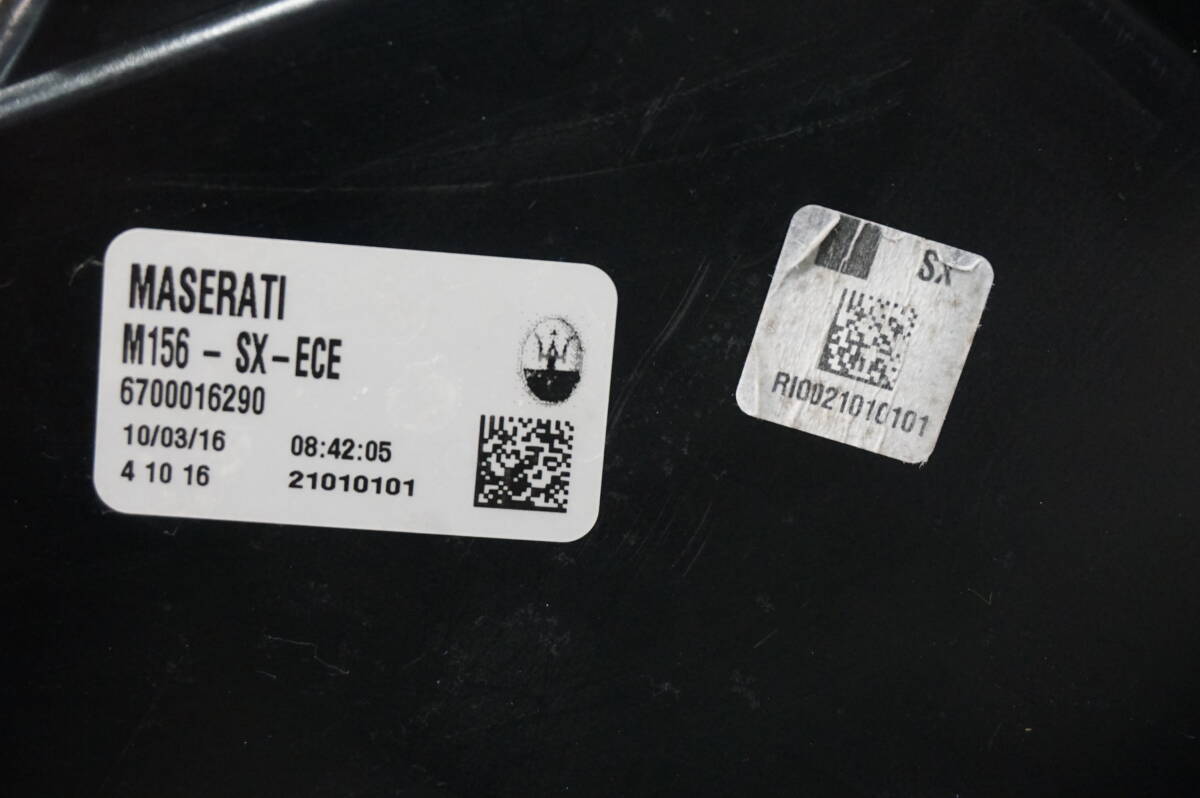 MASERATI
M156 - SX-ECE
6700016290
10/03/16 08:42:05
4 10 16 21010101
SX
RI0021010101